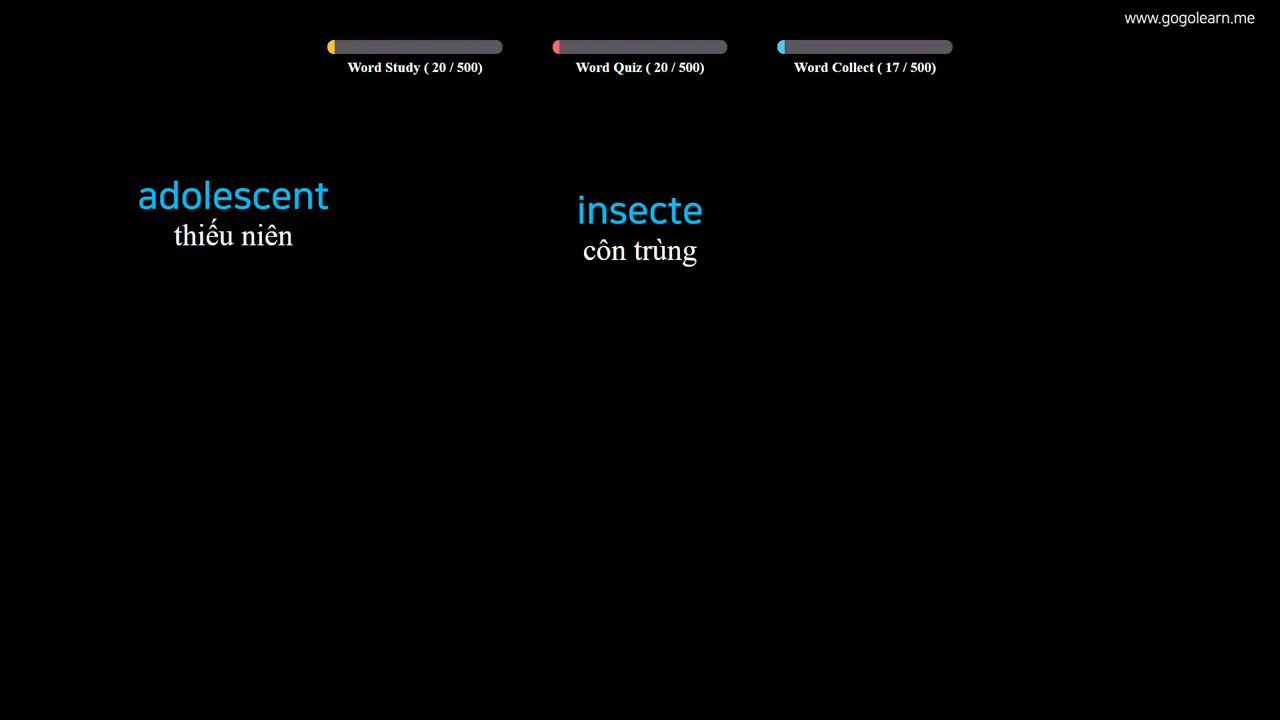 www.gogolearn.me
Word Study ( 20 / 500)
Word Quiz ( 20 / 500)
Word Collect ( 17 / 500)
adolescent
thiếu niên
insecte
côn trùng